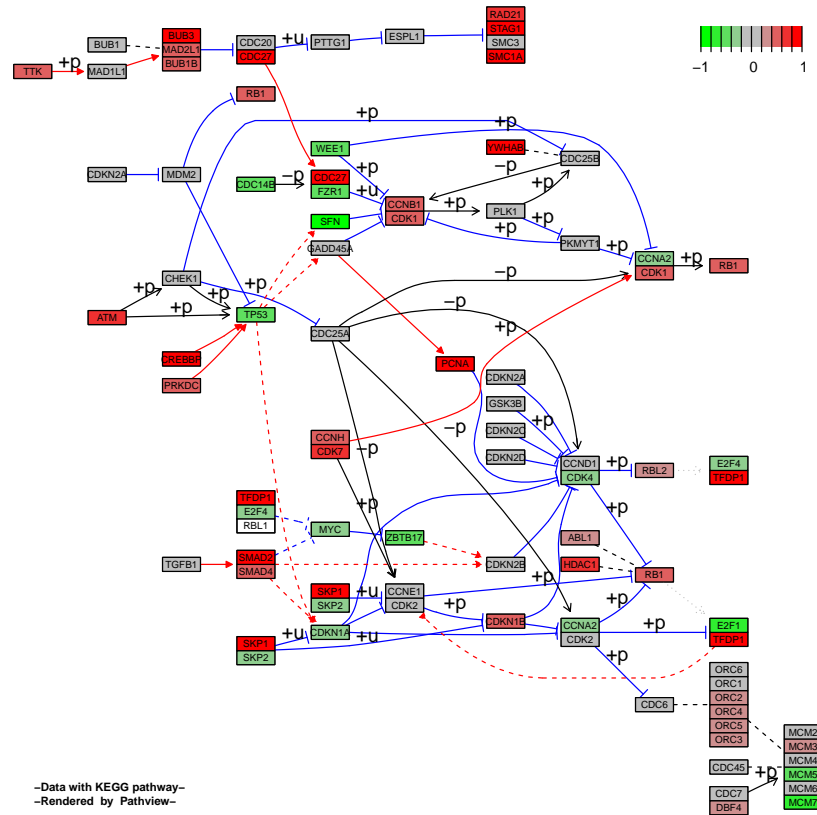 RAD21
STAG1
SMC3
SMC1A
BUB3
MAD2L1
BUB1B
BUB1
+p
TTK
MAD1L1
CDC20
CDC27
+u
PTTG1
ESPL1
−1
0
1
RB1
+p
WEE1
YWHAB
CDC25B
CDKN2A
MDM2
−p
+p
−p
CDC14B
CDC27
FZR1
+u
CCNB1
CDK1
+p
+p
PLK1
+p
SFN
GADD45A
PKMYT1
+p
CCNA2
CDK1
+p
RB1
CHEK1
+p
+p
+p
+p
ATM
TP53
−p
−p
+p
CDC25A
CREBBP
PRKDC
PCNA
CDKN2A
GSK3B
+p
CDKN2C
CDKN2D
CCNH
CDK7
−p
−p
CCND1
CDK4
+p
RBL2
E2F4
TFDP1
TFDP1
E2F4
RBL1
+p
+p
MYC
ZBTB17
ABL1
TGFB1
SMAD2
SMAD4
CDKN2B
HDAC1
RB1
+p
SKP1
SKP2
+u
CCNE1
CDK2
+p
+p
CDKN1A
CDKN1B
CCNA2
CDK2
+p
E2F1
TFDP1
SKP1
SKP2
+u
+u
+p
CDC6
ORC6
ORC1
ORC2
ORC4
ORC5
ORC3
MCM2
MCM3
MCM4
MCM5
MCM6
MCM7
CDC45
+p
CDC7
DBF4
−Data with KEGG pathway−
−Rendered by Pathview−